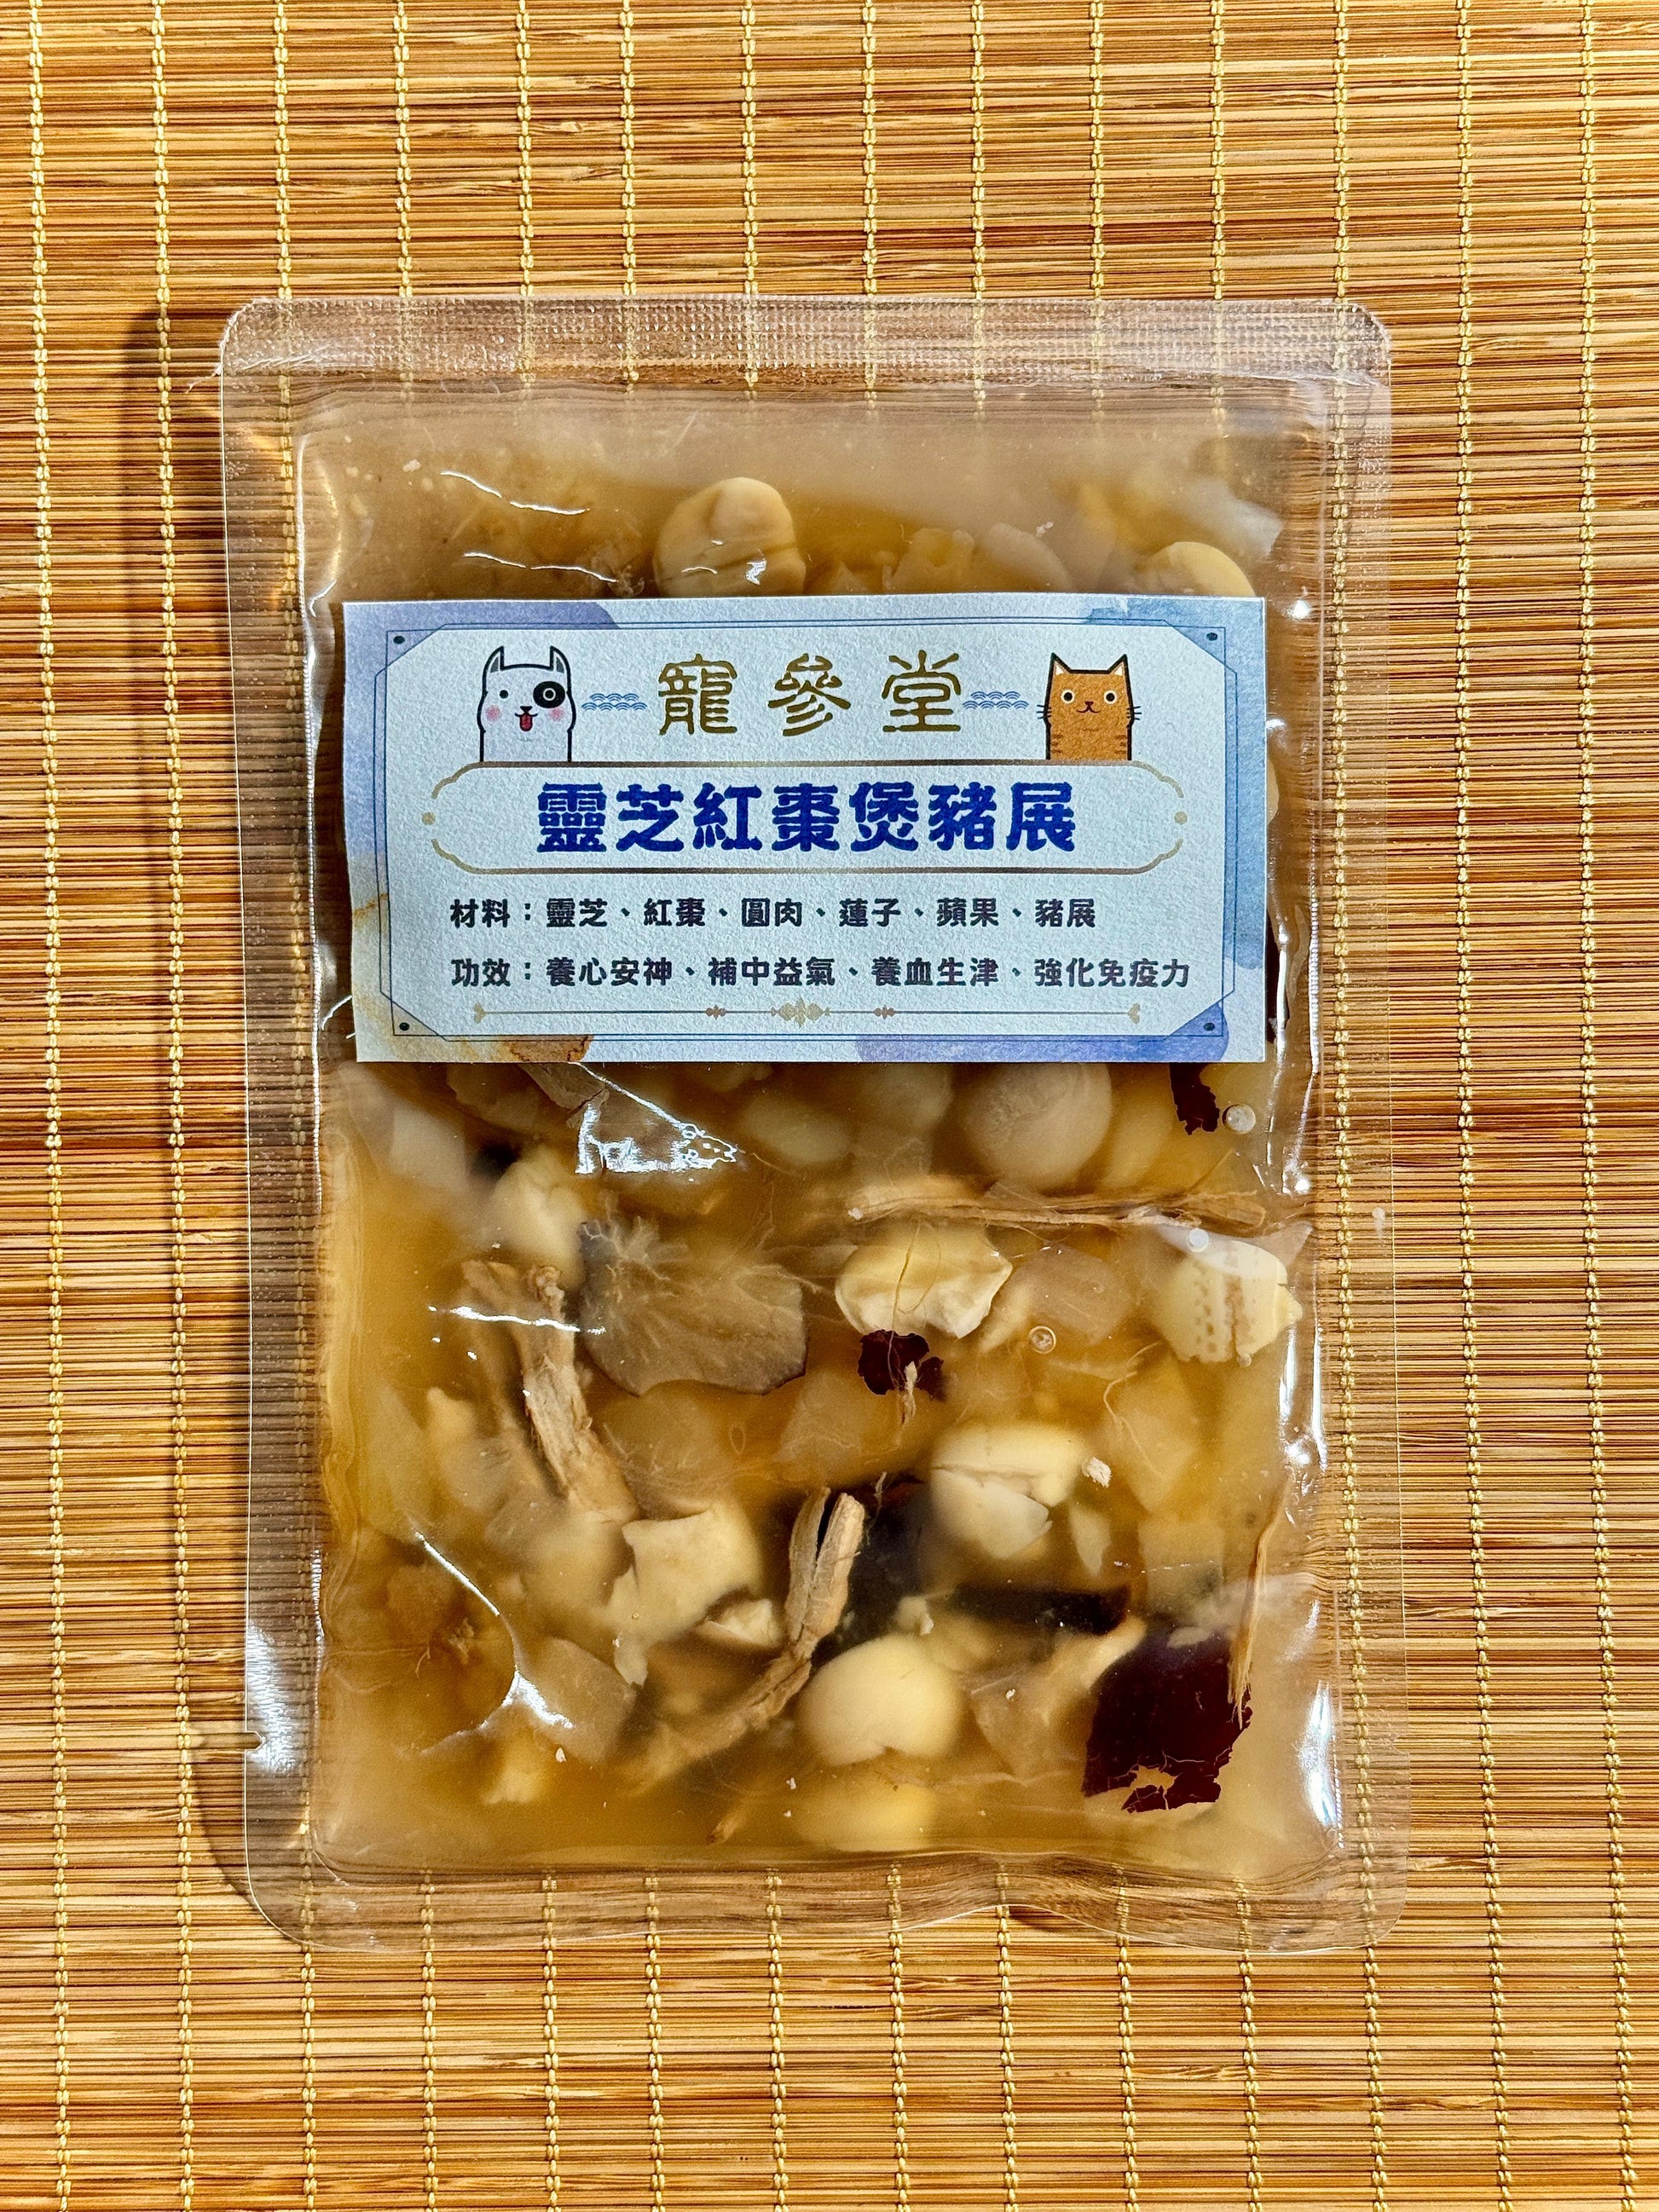 寵參堂
靈芝紅棗煲豬展
材料：靈芝、紅棗、圓肉、蓮子、蘋果、豬展
功效：養心安神、補中益氣、養血生津、強化免疫力